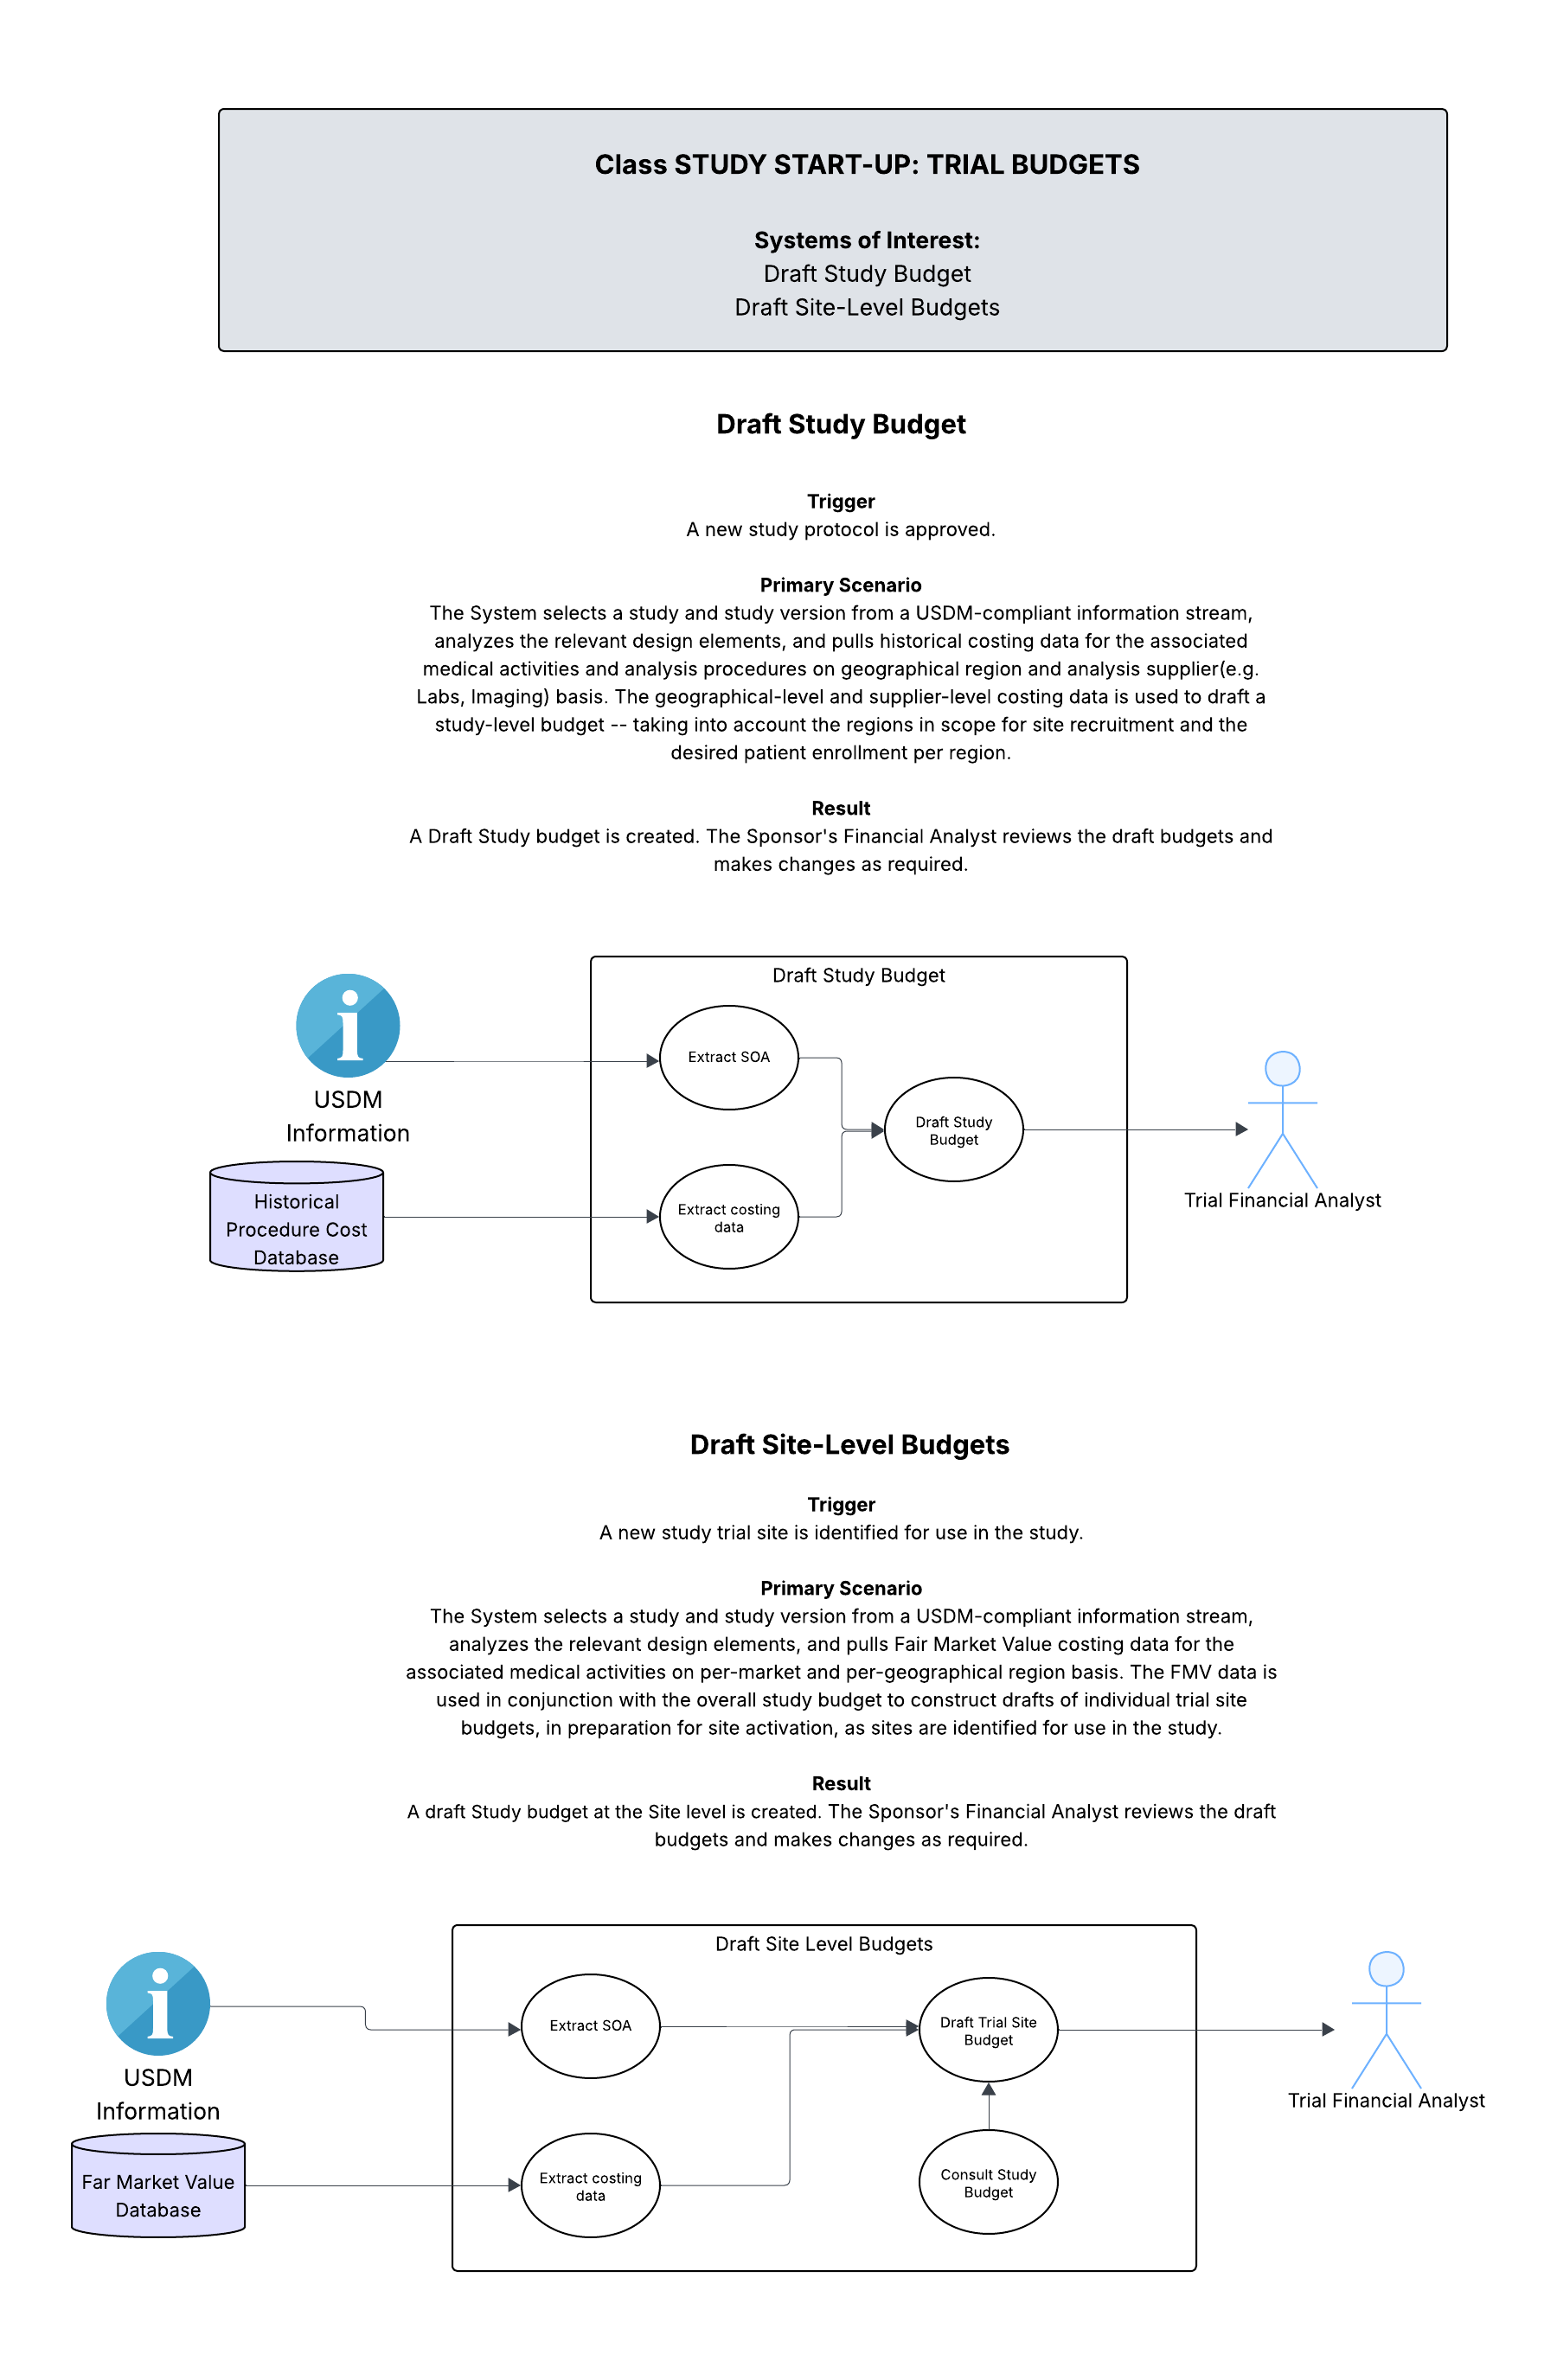 Class STUDY START-UP: TRIAL BUDGETS
Systems of Interest:
Draft Study Budget
Draft Site-Level Budgets
Draft Study Budget
Trigger
A new study protocol is approved.
Primary Scenario
The System selects a study and study version from a USDM-compliant information stream,
analyzes the relevant design elements, and pulls historical costing data for the associated
medical activities and analysis procedures on geographical region and analysis supplier(e.g.
Labs, Imaging) basis. The geographical-level and supplier-level costing data is used to draft a
study-level budget -- taking into account the regions in scope for site recruitment and the
desired patient enrollment per region.
Result
A Draft Study budget is created. The Sponsor's Financial Analyst reviews the draft budgets and
makes changes as required.
Draft Study Budget
USDM
Information
Historical
Procedure Cost
Database
Extract SOA
Extract costing
data
Draft Study
Budget
Trial Financial Analyst
Draft Site-Level Budgets
Trigger
A new study trial site is identified for use in the study.
Primary Scenario
The System selects a study and study version from a USDM-compliant information stream,
analyzes the relevant design elements, and pulls Fair Market Value costing data for the
associated medical activities on per-market and per-geographical region basis. The FMV data is
used in conjunction with the overall study budget to construct drafts of individual trial site
budgets, in preparation for site activation, as sites are identified for use in the study.
Result
A draft Study budget at the Site level is created. The Sponsor's Financial Analyst reviews the draft
budgets and makes changes as required.
Draft Site Level Budgets
USDM
Information
Far Market Value
Database
Extract SOA
Extract costing
data
Draft Trial Site
Budget
Consult Study
Budget
Trial Financial Analyst